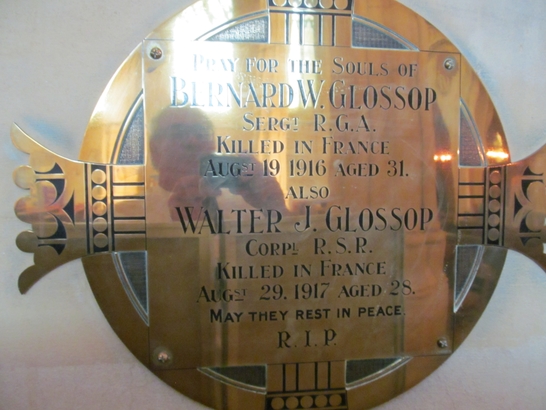 Pray for the Souls of
Bernard W. Glossop
Sergt R.G.A.
Killed in France
Augst 19 1916 aged 31.
also
Walter J. Glossop
Corpl R.S.R.
Killed in France
Augst 29. 1917 aged 28.
May they rest in peace.
R.I.P.